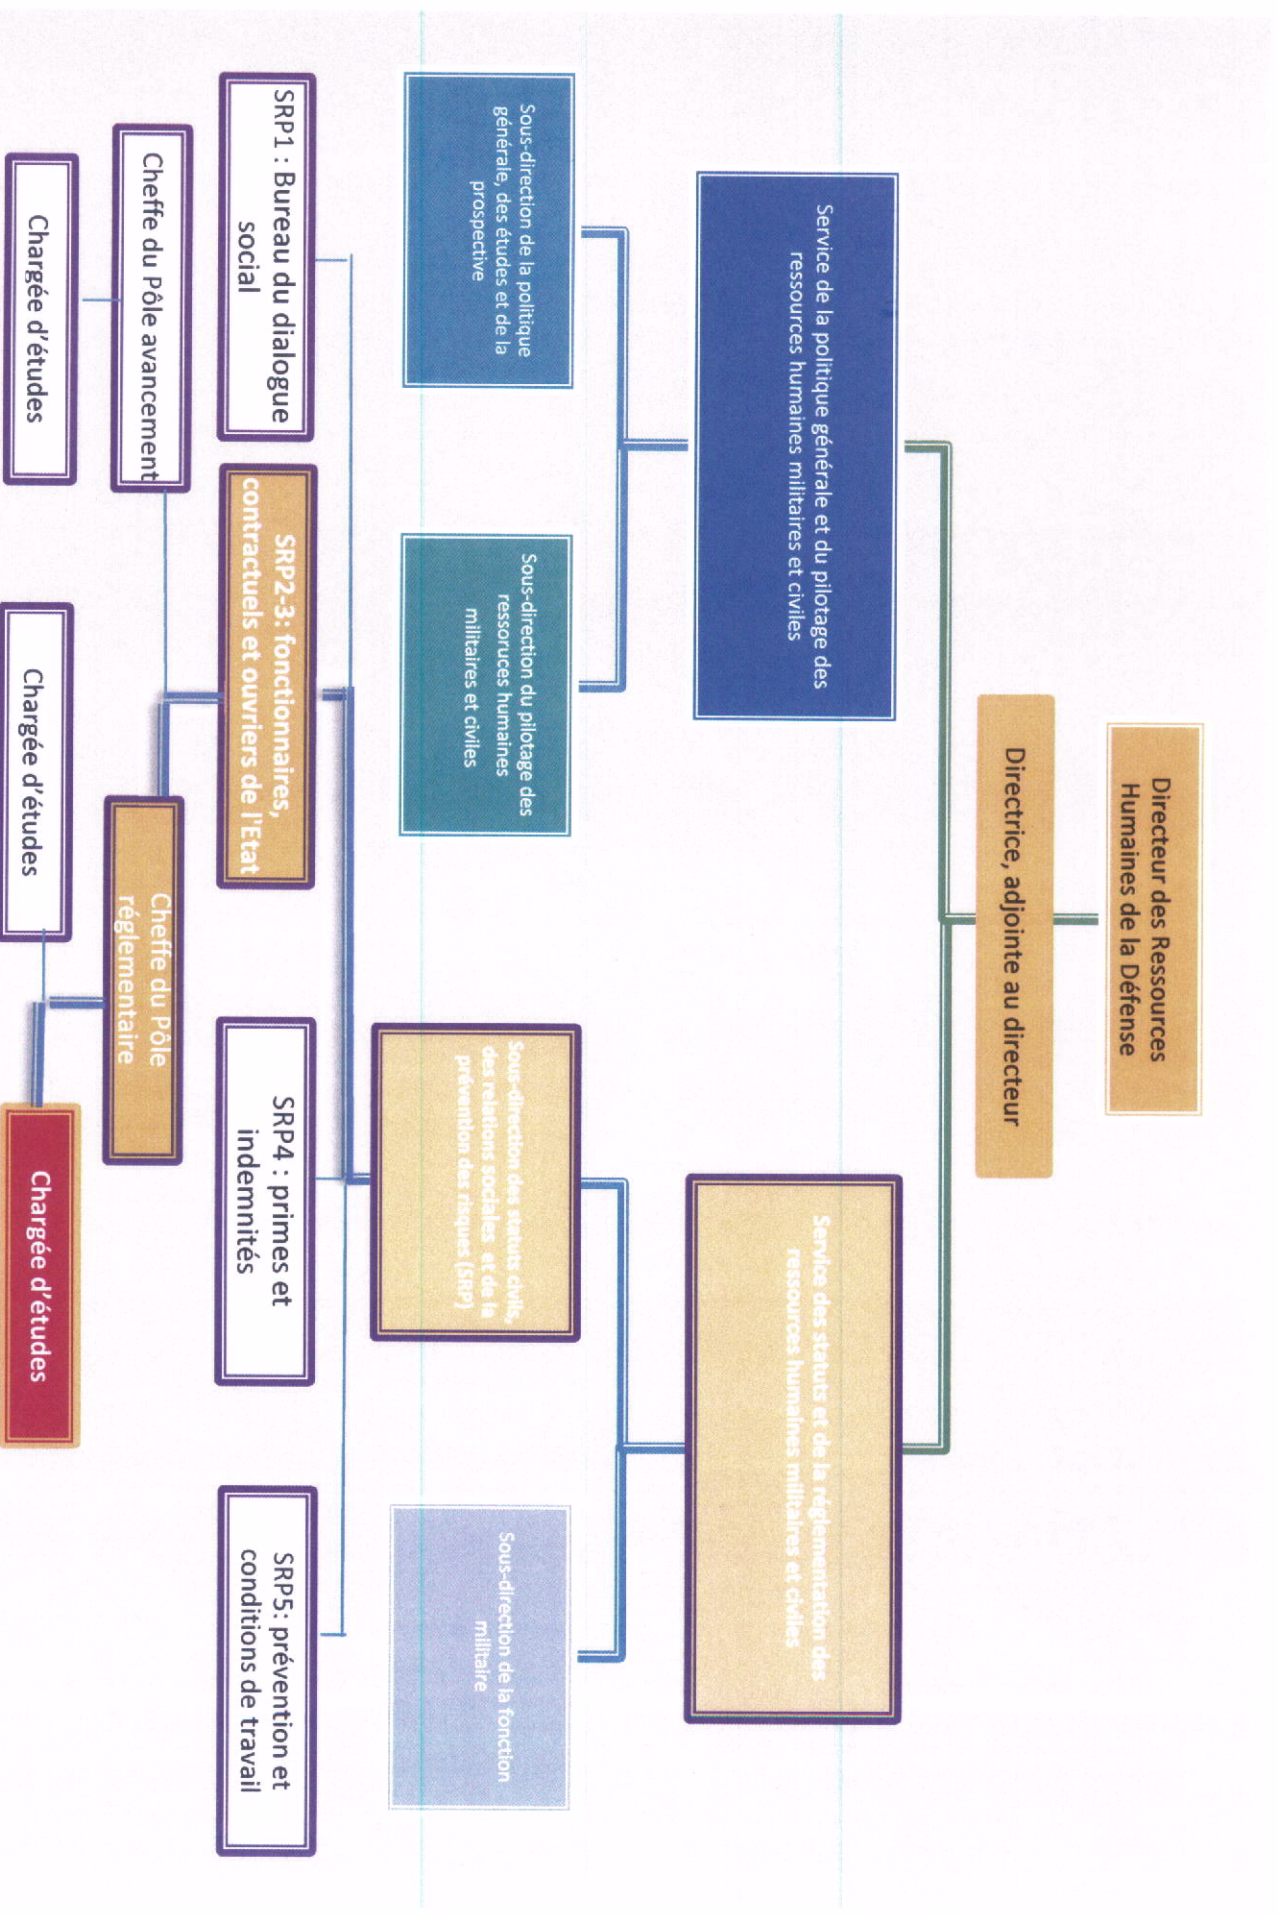 Directeur des Ressources
Humaines de la Défense
Directrice, adjointe au directeur
Service de la politique générale et du pilotage des
ressources humaines militaires et civiles
Service des statuts et de la réglementation des
ressources humaines militaires et civiles
Sous-direction de la politique
générale, des études et de la
prospective
Sous-direction du pilotage des
ressoruces humaines
militaires et civiles
Sous-direction des statuts civils,
des relations sociales et de la
prévention des risques (SRP)
Sous-direction de la fonction
militaire
SRP1 : Bureau du dialogue
social
SRP2-3: fonctionnaires,
contractuels et ouvriers de l'Etat
SRP4 : primes et
indemnités
SRP5: prévention et
conditions de travail
Cheffe du Pôle avancement
Cheffe du Pôle
réglementaire
Chargée d'études
Chargée d'études
Chargée d'études